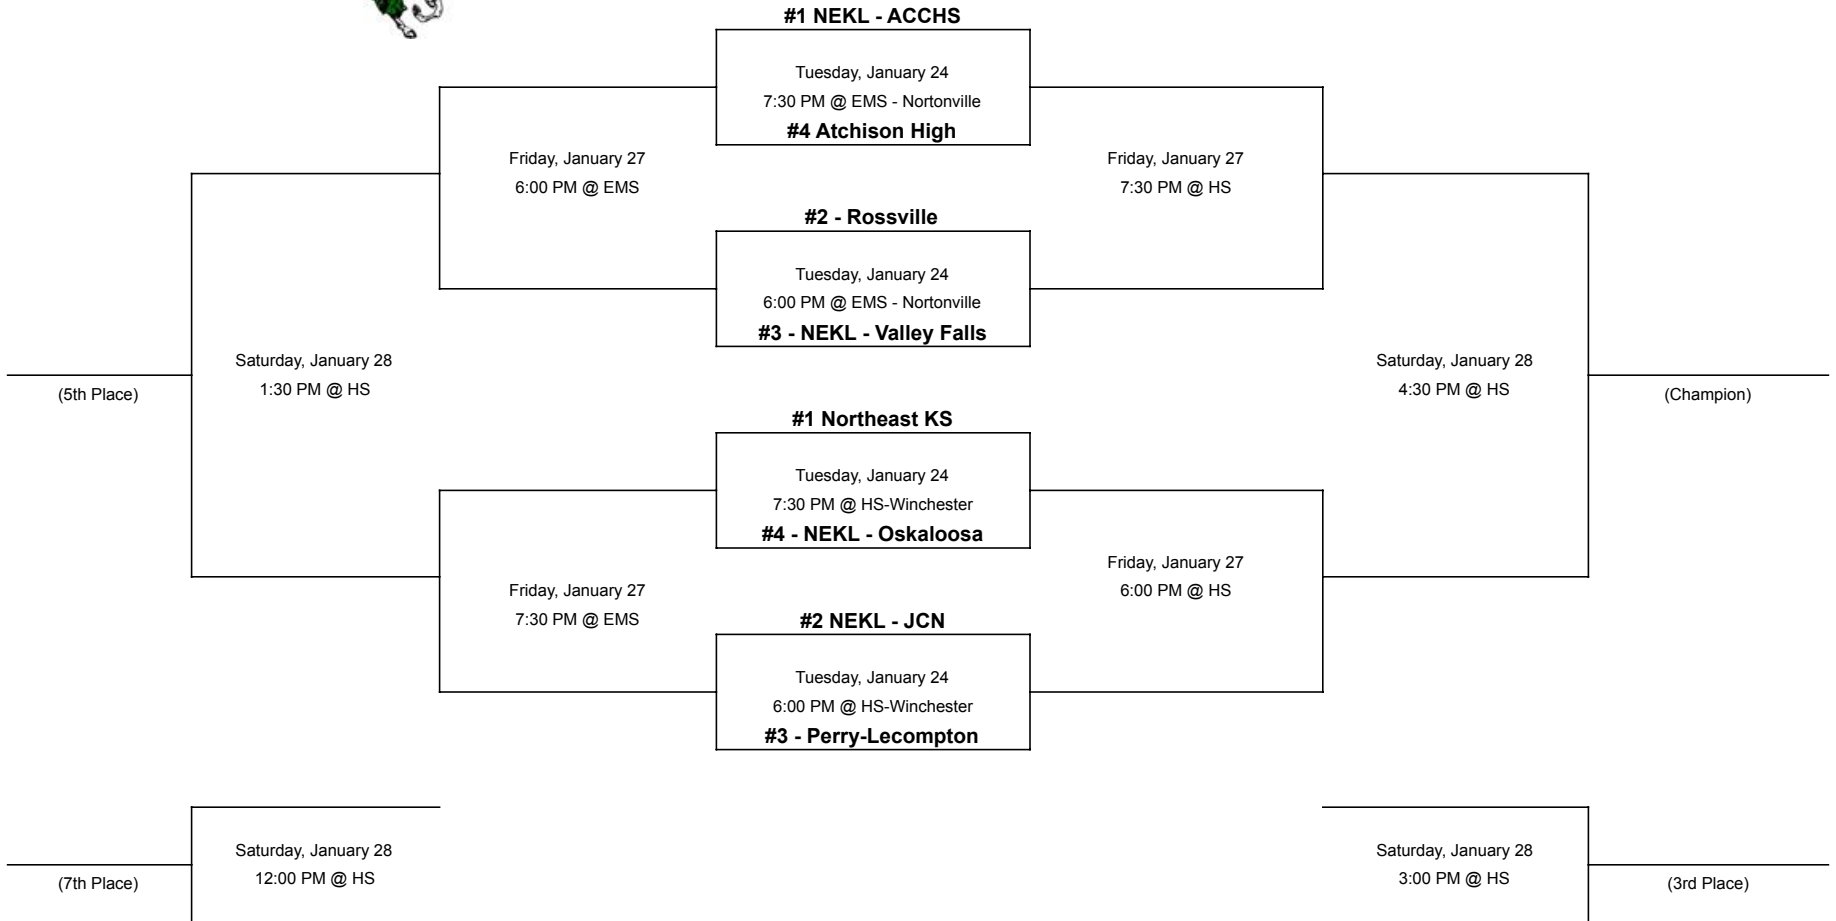 #1 NEKL - ACCHS
Tuesday, January 24
7:30 PM @ EMS - Nortonville
#4 Atchison High
Friday, January 27
6:00 PM @ EMS
Friday, January 27
7:30 PM @ HS
#2 - Rossville
Tuesday, January 24
6:00 PM @ EMS - Nortonville
#3 - NEKL - Valley Falls
Saturday, January 28
1:30 PM @ HS
(5th Place)
Saturday, January 28
4:30 PM @ HS
(Champion)
#1 Northeast KS
Tuesday, January 24
7:30 PM @ HS-Winchester
#4 - NEKL - Oskaloosa
Friday, January 27
7:30 PM @ EMS
Friday, January 27
6:00 PM @ HS
#2 NEKL - JCN
Tuesday, January 24
6:00 PM @ HS-Winchester
#3 - Perry-Lecompton
Saturday, January 28
12:00 PM @ HS
(7th Place)
Saturday, January 28
3:00 PM @ HS
(3rd Place)